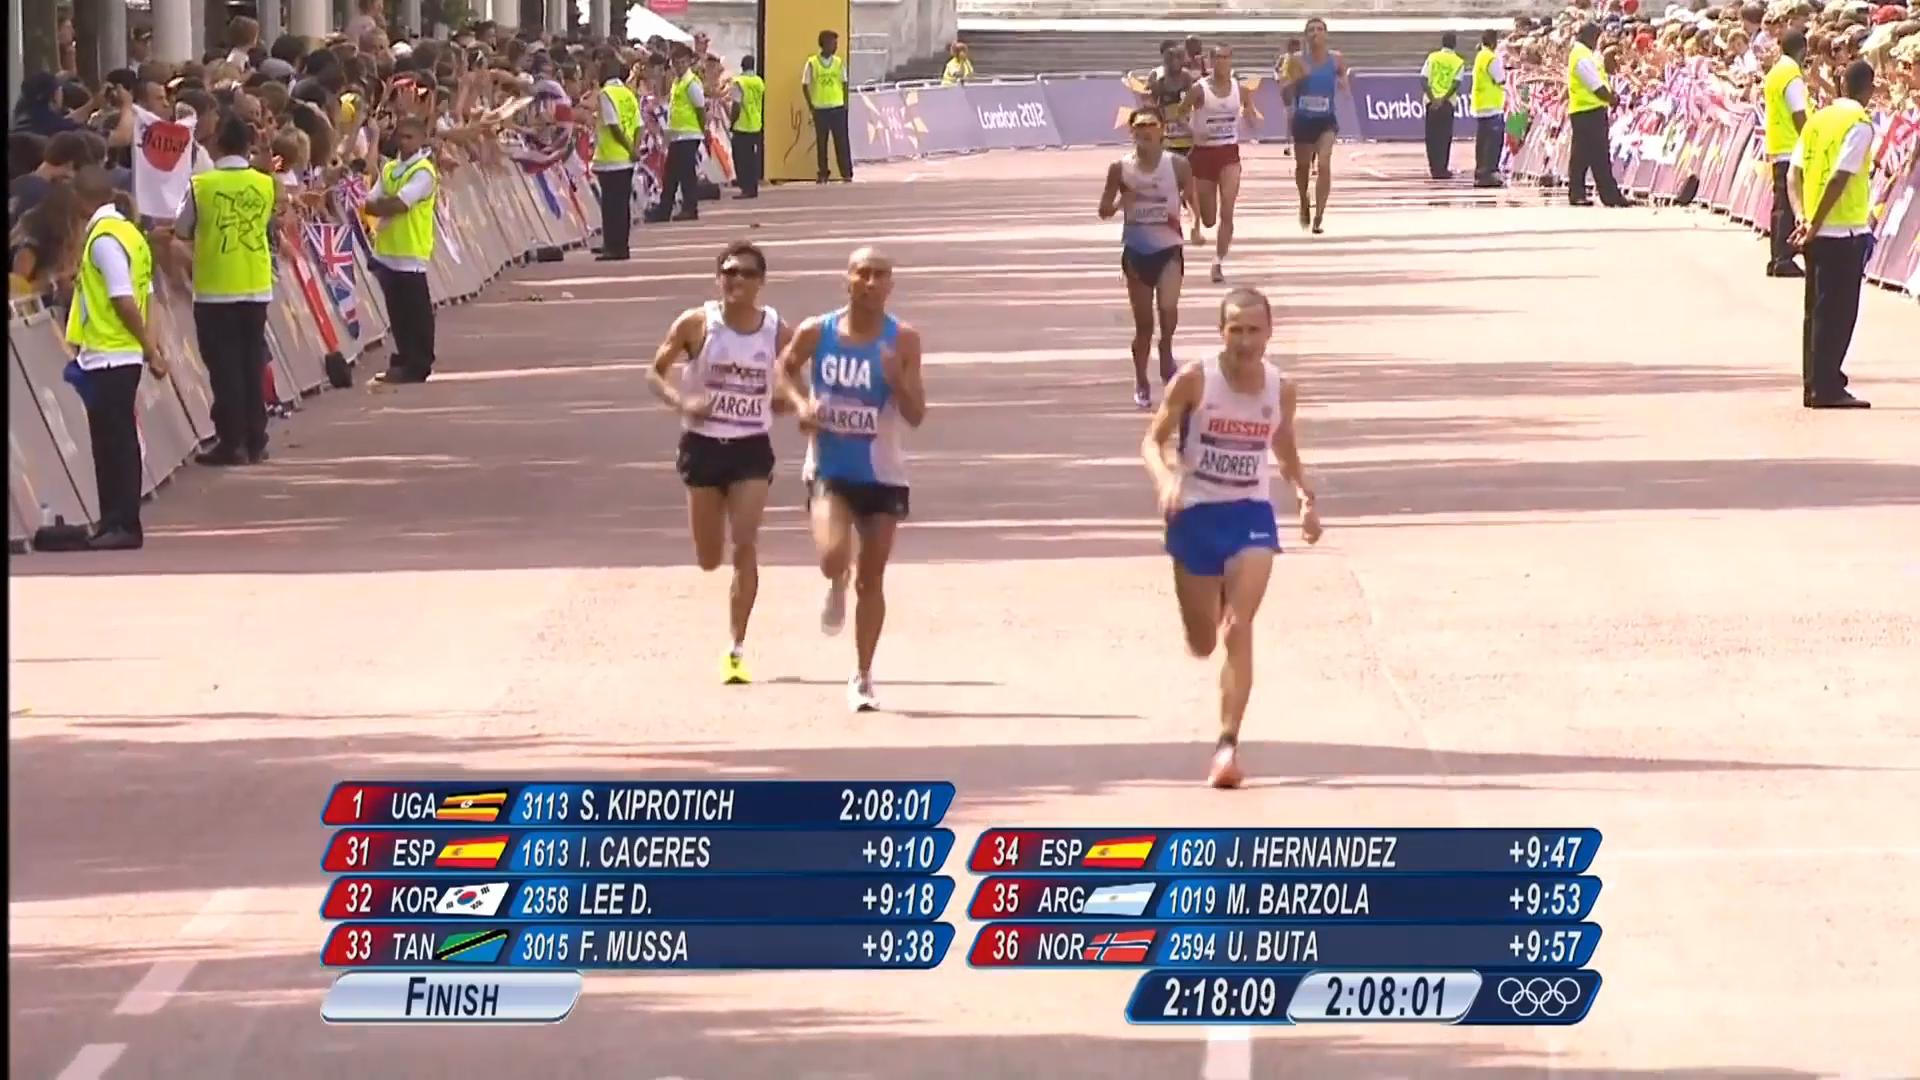 Japan
London 2012
London 2012
mexico
VARGAS
GUA
GARCIA
RUSSIA
ANDREEV
1 UGA 3113 S. KIPROTICH 2:08:01
31 ESP 1613 I. CACERES +9:10
32 KOR 2358 LEE D. +9:18
33 TAN 3015 F. MUSSA +9:38
34 ESP 1620 J. HERNANDEZ +9:47
35 ARG 1019 M. BARZOLA +9:53
36 NOR 2594 U. BUTA +9:57
FINISH
2:18:09 2:08:01